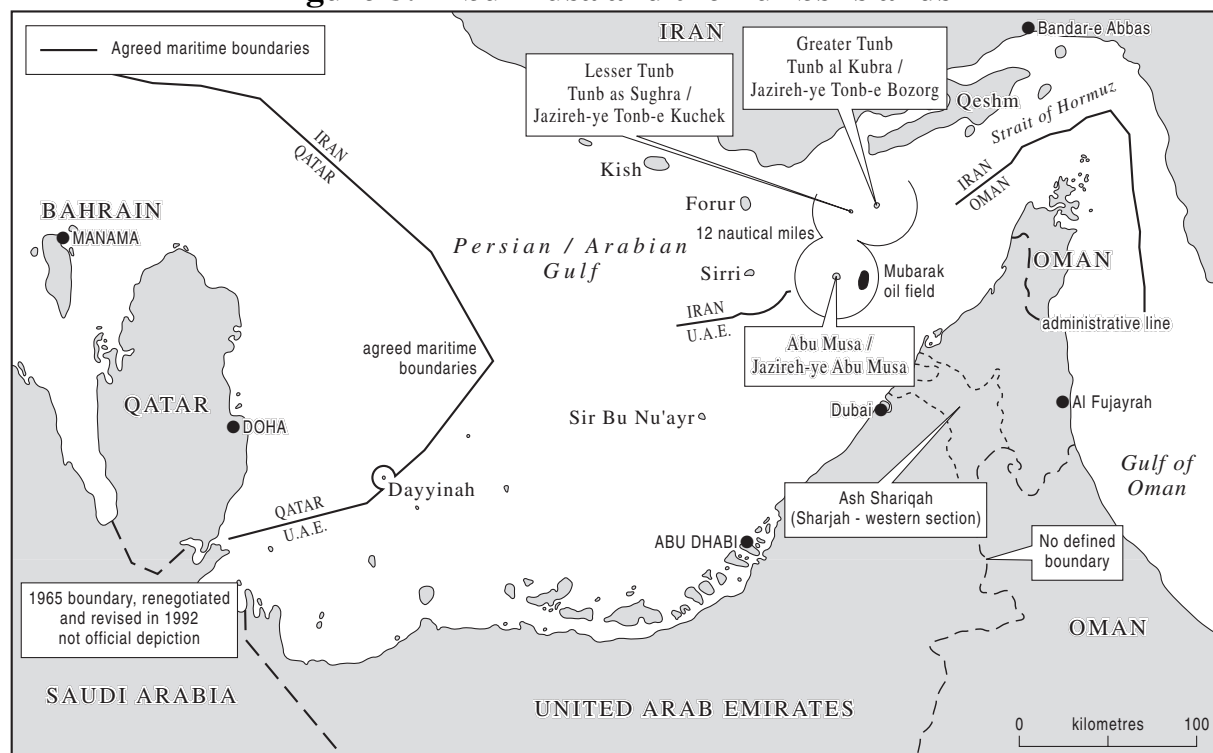 Agreed maritime boundaries
IRAN
Bandar-e Abbas
Greater Tunb
Tunb al Kubra /
Jazireh-ye Tonb-e Bozorg
Lesser Tunb
Tunb as Sughra /
Jazireh-ye Tonb-e Kuchek
Qeshm
Strait of Hormuz
IRAN
QATAR
Kish
IRAN
OMAN
BAHRAIN
MANAMA
Forur
12 nautical miles
Persian / Arabian
Gulf
Sirri
Mubarak
oil field
OMAN
IRAN
U.A.E.
administrative line
Abu Musa /
Jazireh-ye Abu Musa
agreed maritime
boundaries
QATAR
DOHA
Sir Bu Nu'ayr
Dubai
Al Fujayrah
Dayyinah
Gulf of
Oman
Ash Shariqah
(Sharjah - western section)
QATAR
U.A.E.
ABU DHABI
No defined
boundary
1965 boundary, renegotiated
and revised in 1992
not official depiction
OMAN
SAUDI ARABIA
UNITED ARAB EMIRATES
0 kilometres 100